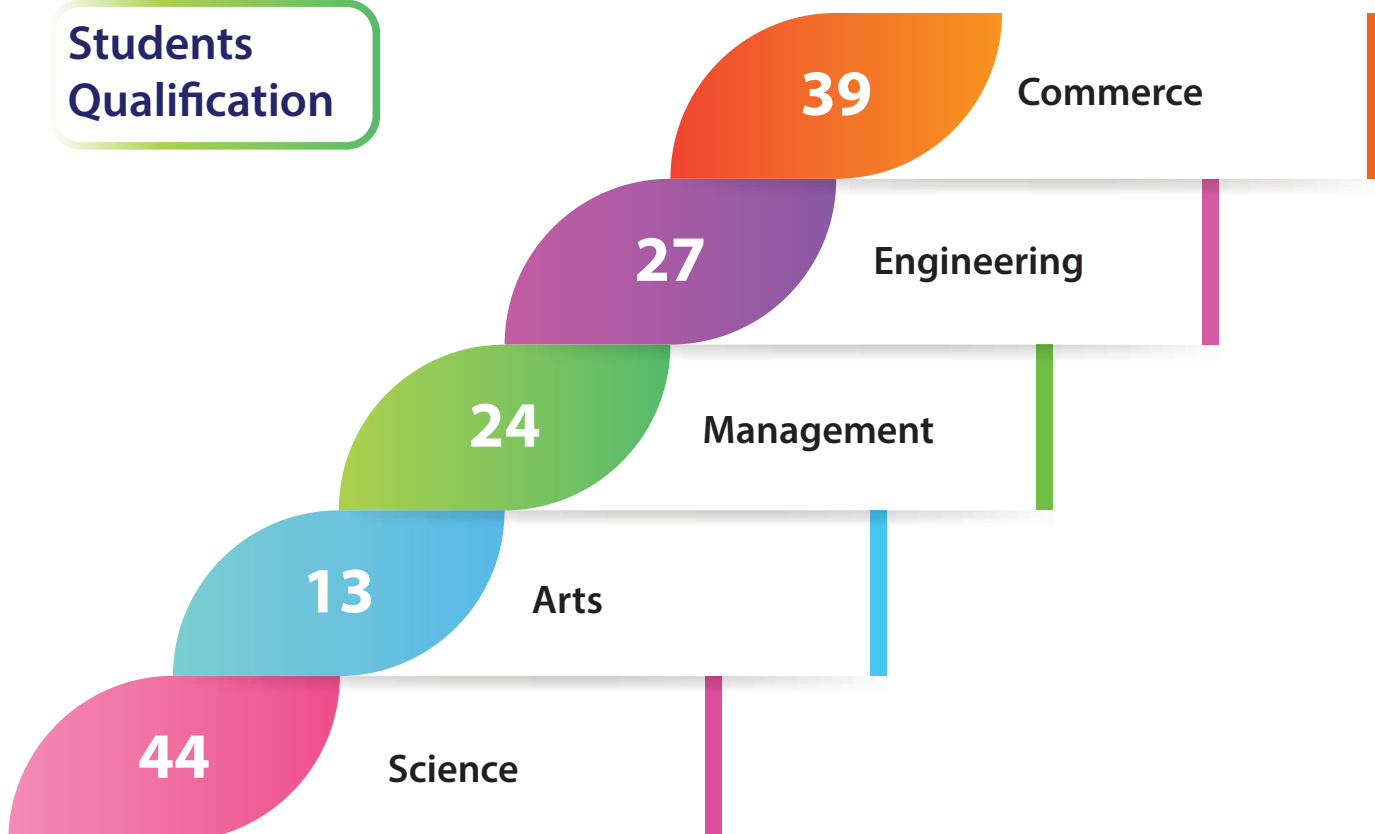 Students
Qualification
39 Commerce
27 Engineering
24 Management
13 Arts
44 Science